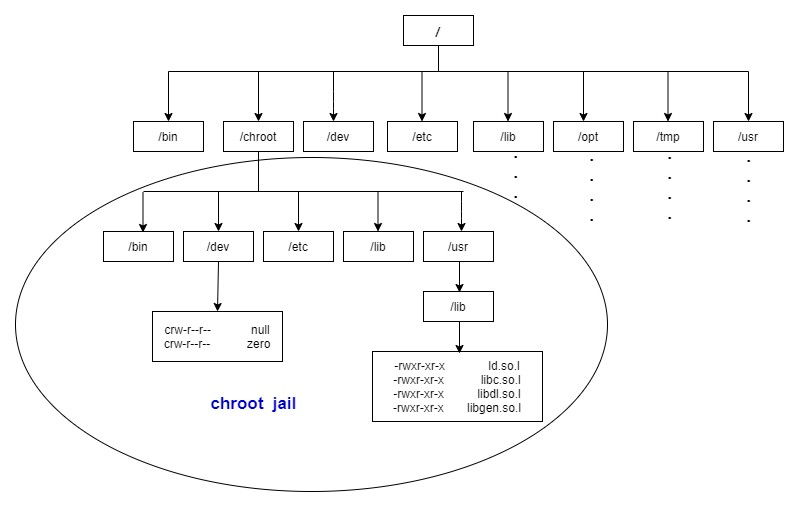 /
/bin /chroot /dev /etc /lib /opt /tmp /usr
/bin /dev /etc /lib /usr
/lib
crw-r--r-- null
crw-r--r-- zero
-rwxr-xr-x ld.so.l
-rwxr-xr-x libc.so.l
-rwxr-xr-x libdl.so.l
-rwxr-xr-x libgen.so.l
chroot jail